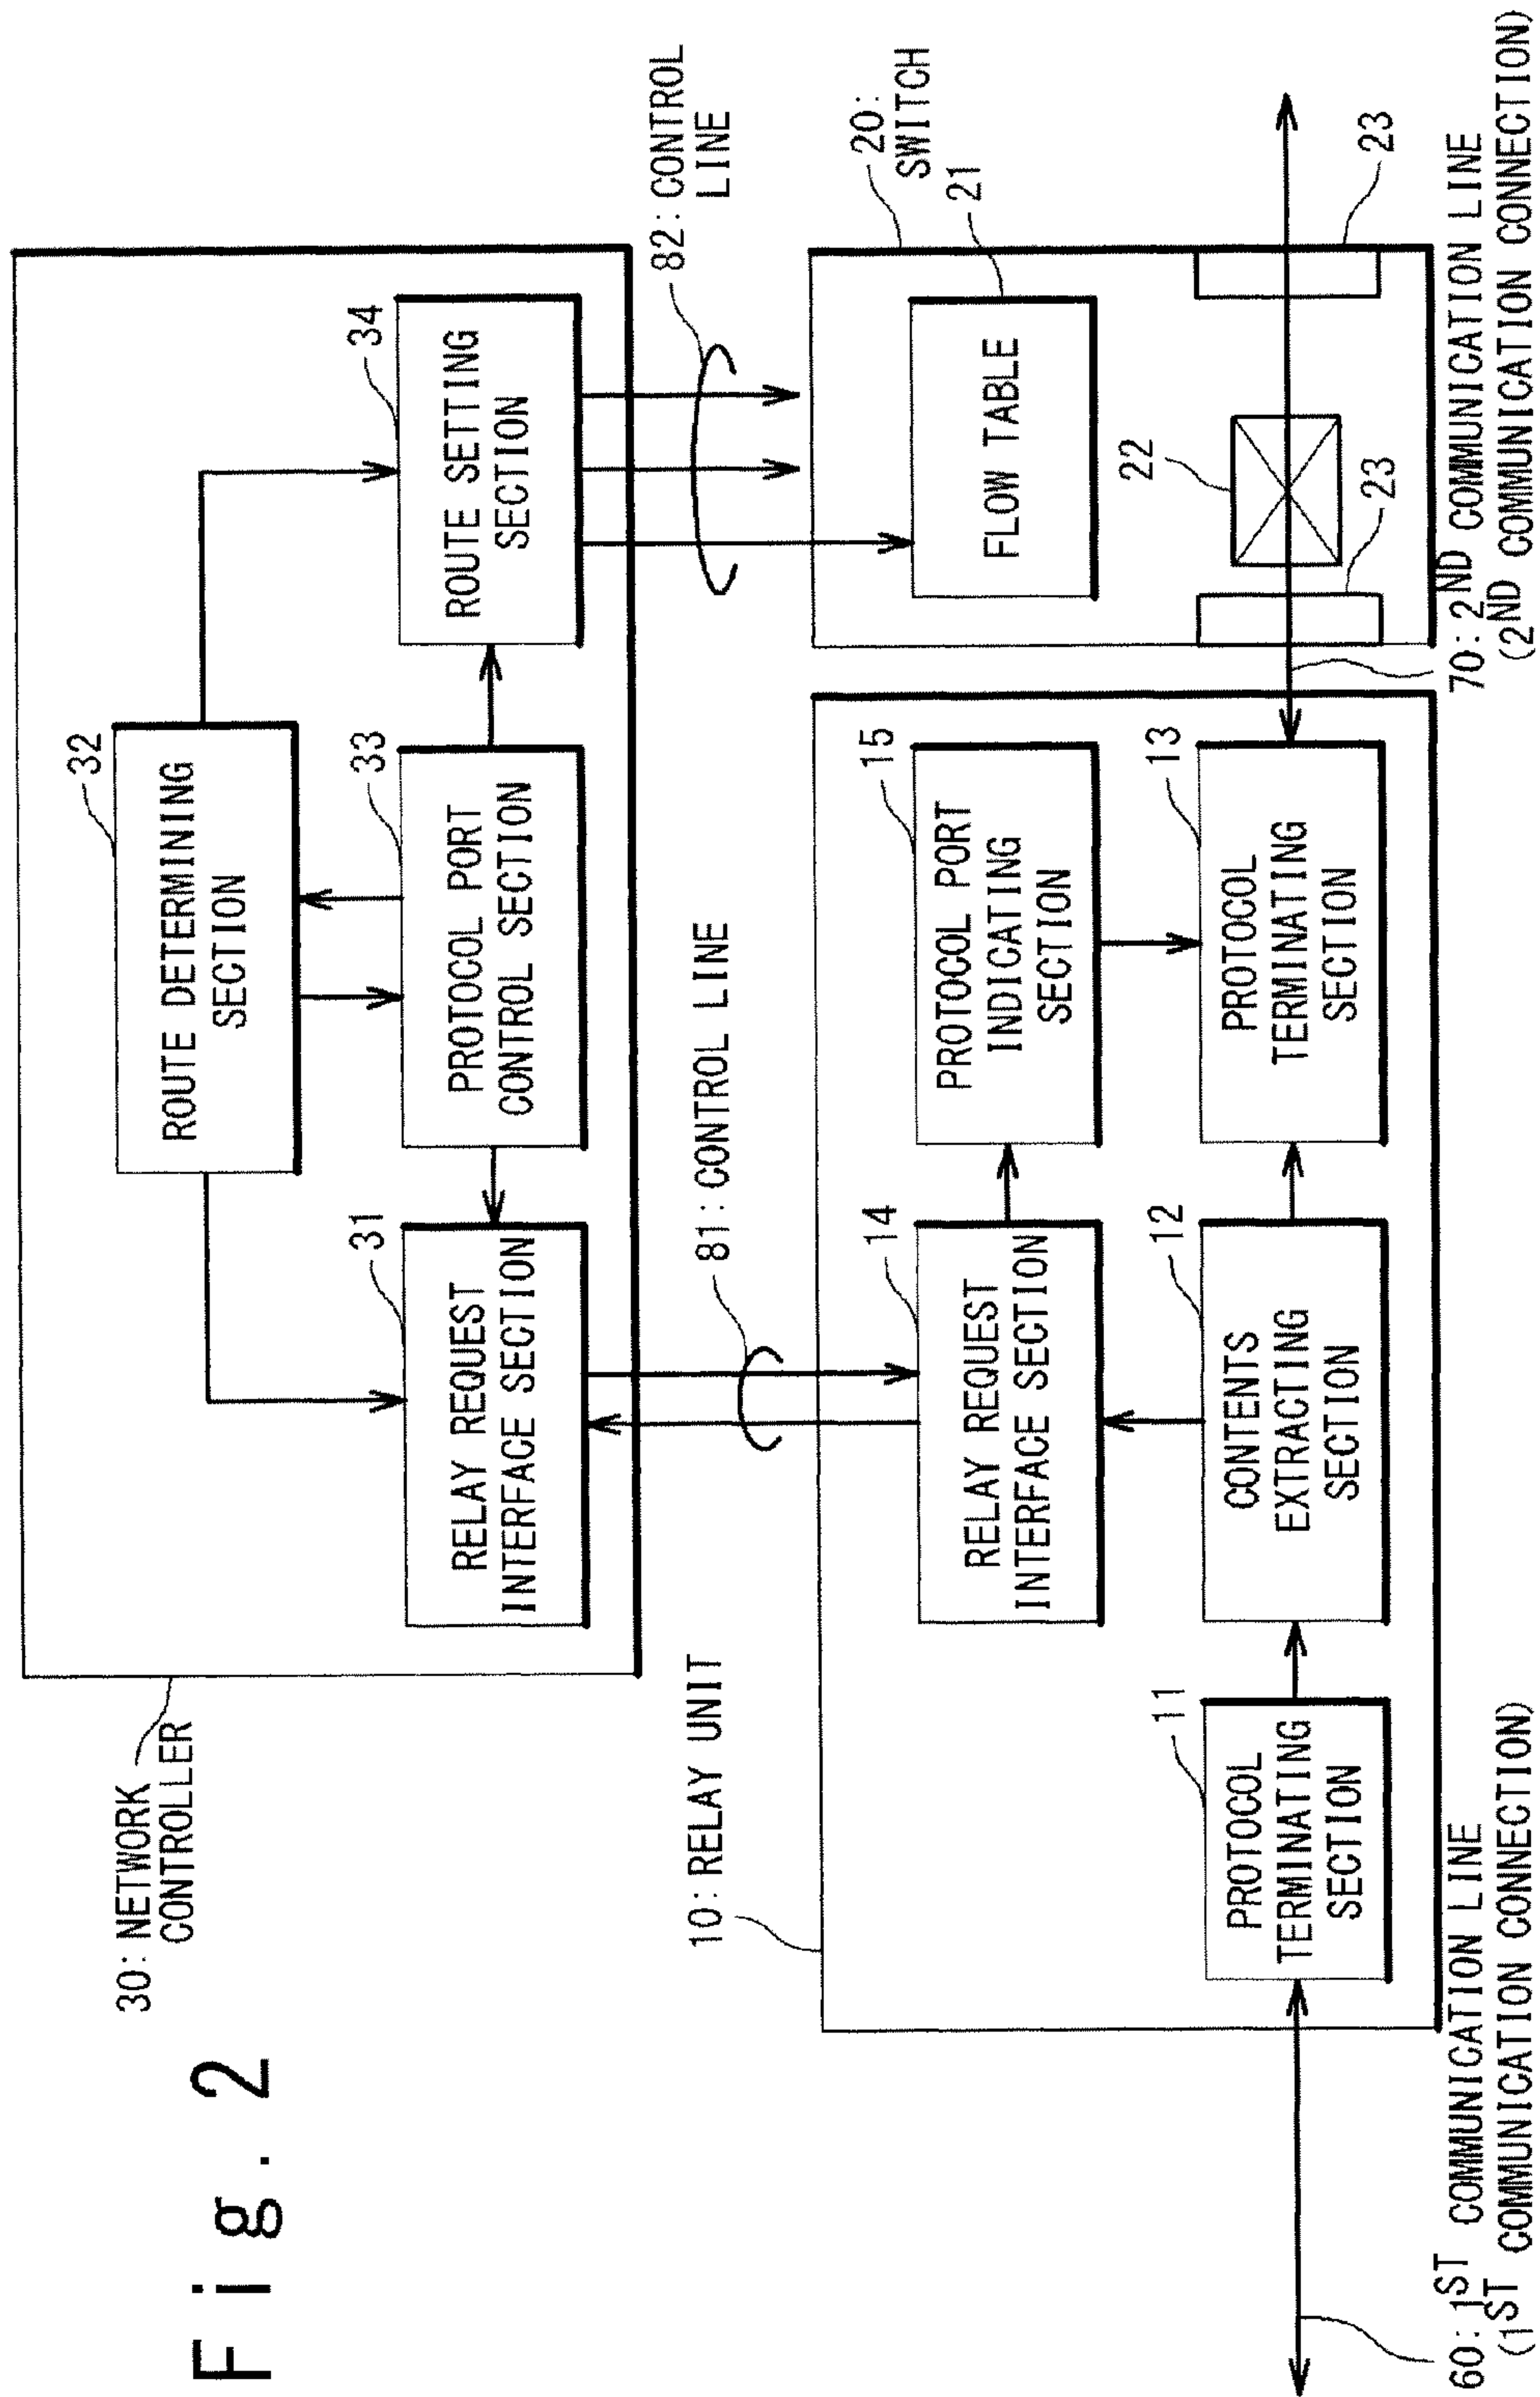 Fig. 2
30: NETWORK
CONTROLLER
32
ROUTE DETERMINING
SECTION
31
RELAY REQUEST
INTERFACE SECTION
33
PROTOCOL PORT
CONTROL SECTION
34
ROUTE SETTING
SECTION
10: RELAY UNIT
81: CONTROL LINE
82: CONTROL
LINE
14
RELAY REQUEST
INTERFACE SECTION
15
PROTOCOL PORT
INDICATING
SECTION
11
PROTOCOL
TERMINATING
SECTION
12
CONTENTS
EXTRACTING
SECTION
13
PROTOCOL
TERMINATING
SECTION
20:
SWITCH
21
FLOW TABLE
22
23
23
60: 1ST COMMUNICATION LINE
(1ST COMMUNICATION CONNECTION)
70: 2ND COMMUNICATION LINE
(2ND COMMUNICATION CONNECTION)